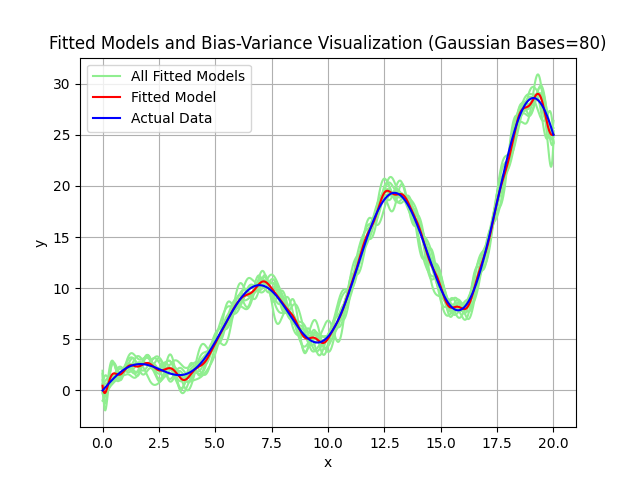 Fitted Models and Bias-Variance Visualization (Gaussian Bases=80)
All Fitted Models
Fitted Model
Actual Data
30
25
20
15
10
5
0
y
0.0 2.5 5.0 7.5 10.0 12.5 15.0 17.5 20.0
x